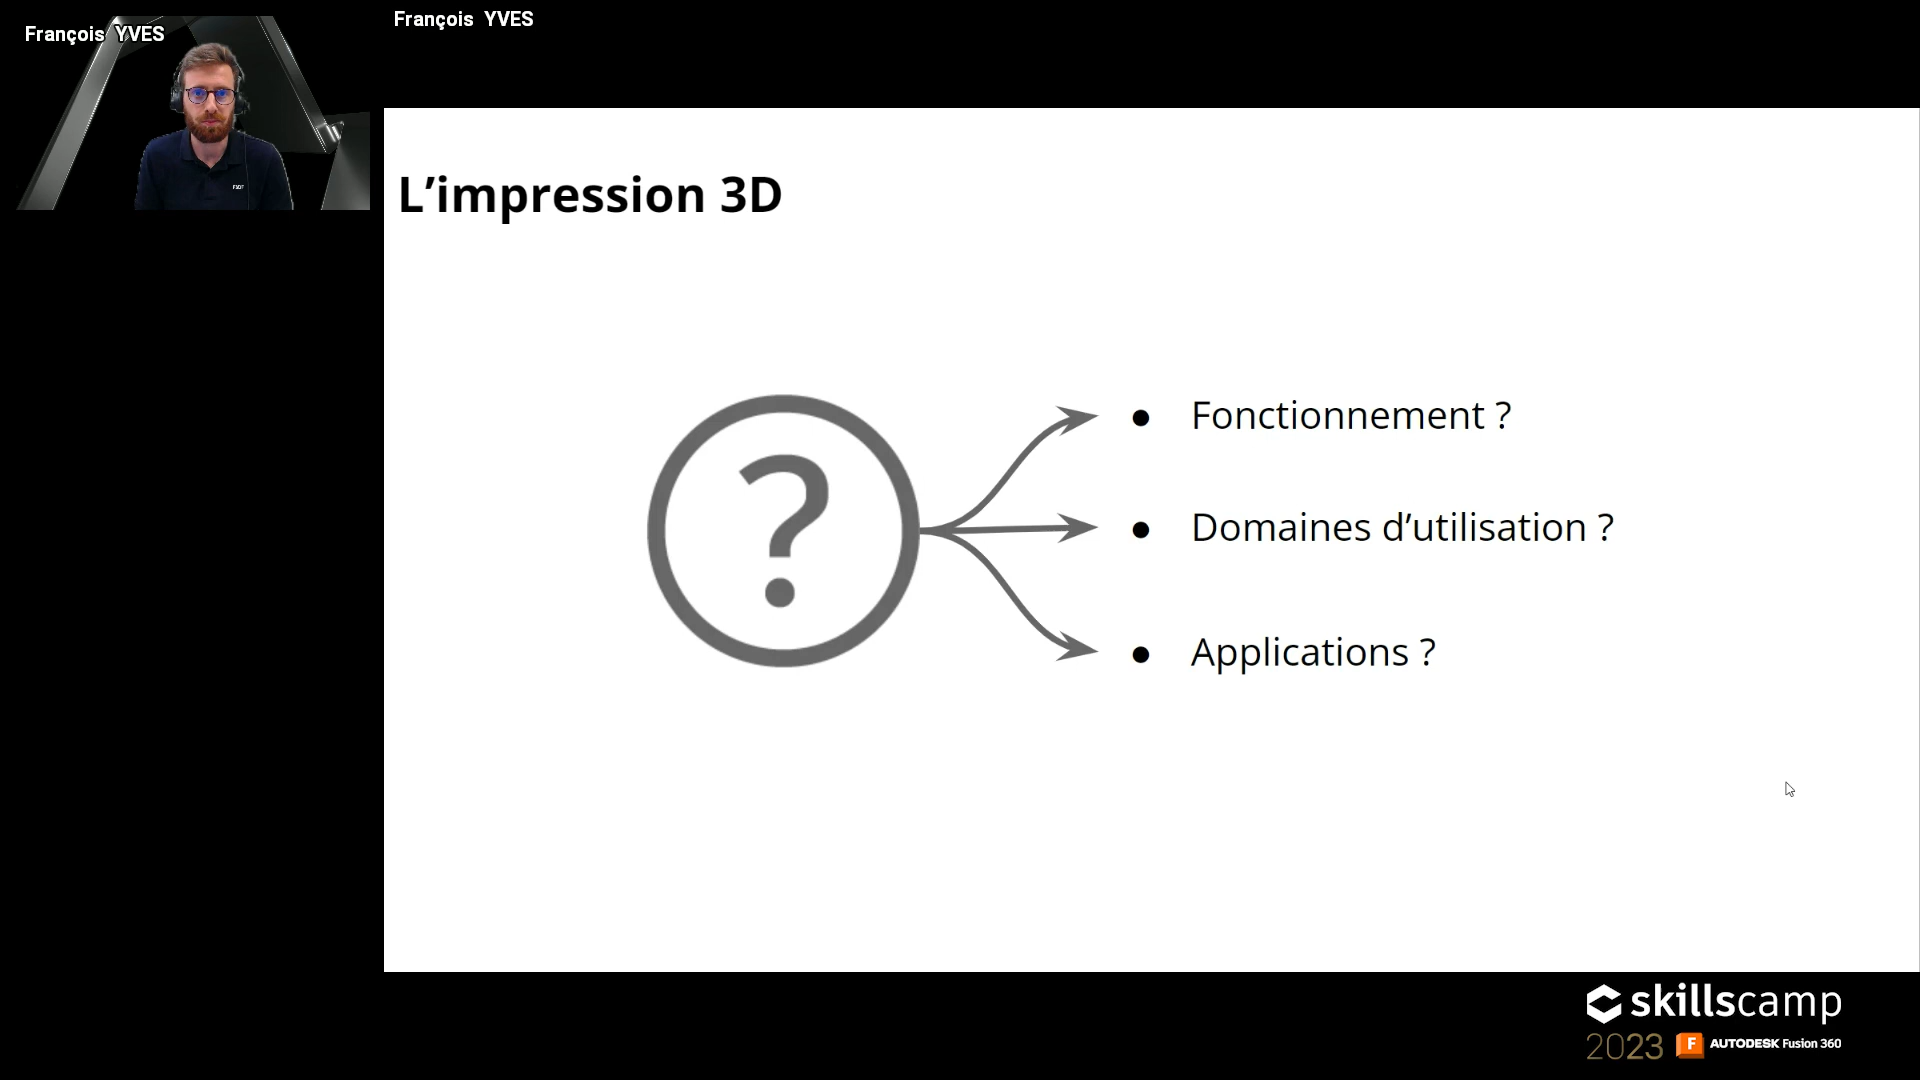 François YVES
François YVES
L’impression 3D
?
● Fonctionnement ?
● Domaines d’utilisation ?
● Applications ?
skillscamp
2023 F AUTODESK Fusion 360